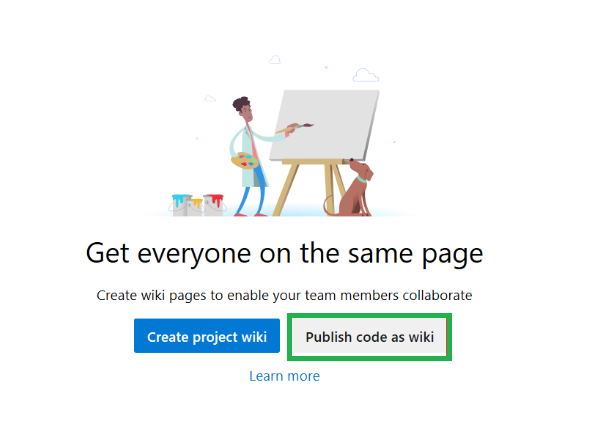 Get everyone on the same page
Create wiki pages to enable your team members collaborate
Create project wiki
Publish code as wiki
Learn more